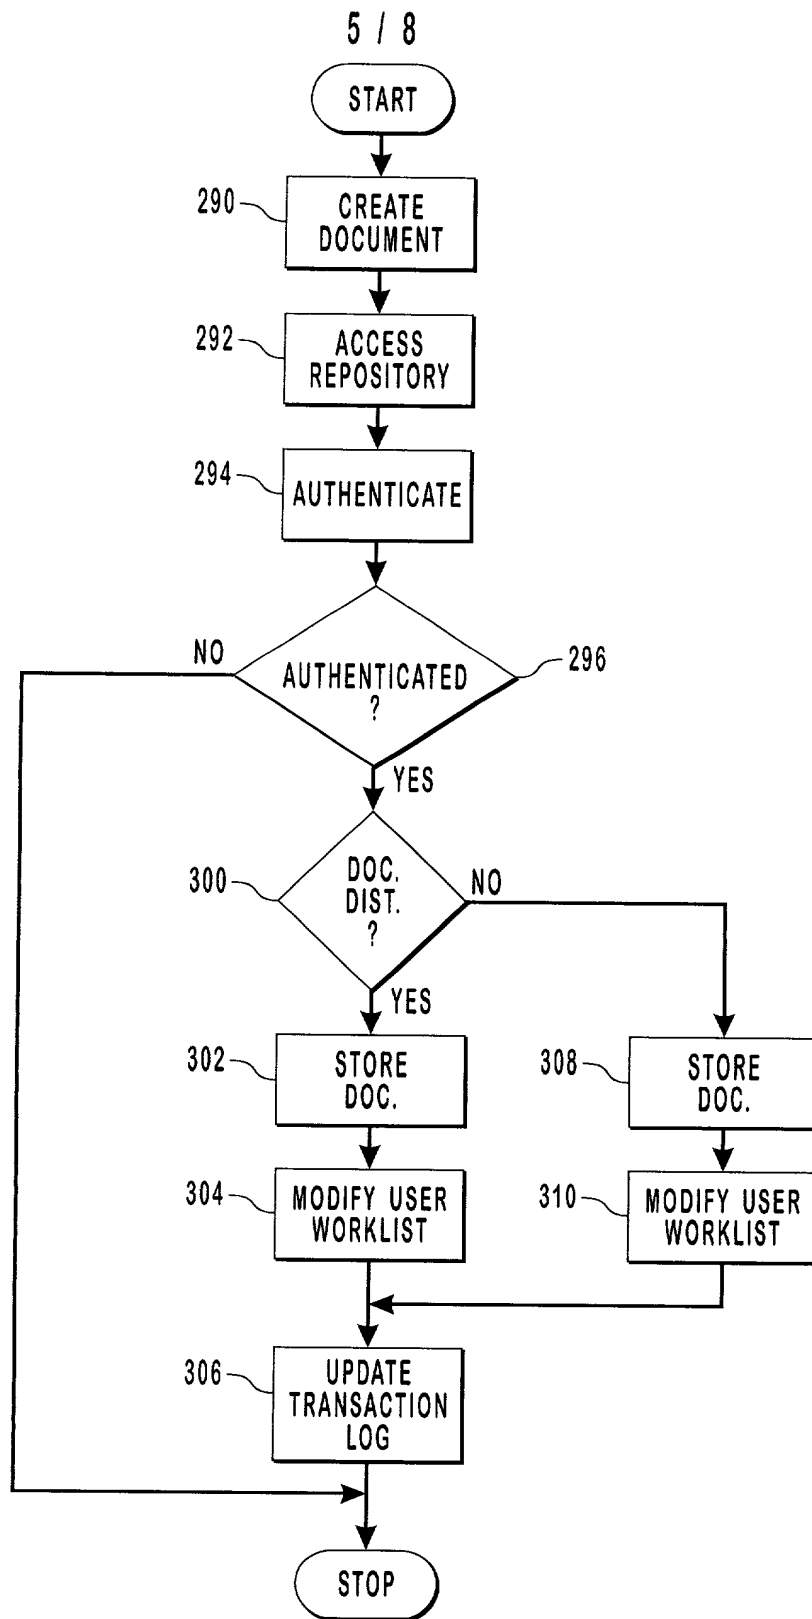 5 / 8
START
290
CREATE
DOCUMENT
292
ACCESS
REPOSITORY
294
AUTHENTICATE
NO
296
AUTHENTICATED
?
YES
300
DOC.
DIST.
?
NO
YES
302
STORE
DOC.
308
STORE
DOC.
304
MODIFY USER
WORKLIST
310
MODIFY USER
WORKLIST
306
UPDATE
TRANSACTION
LOG
STOP